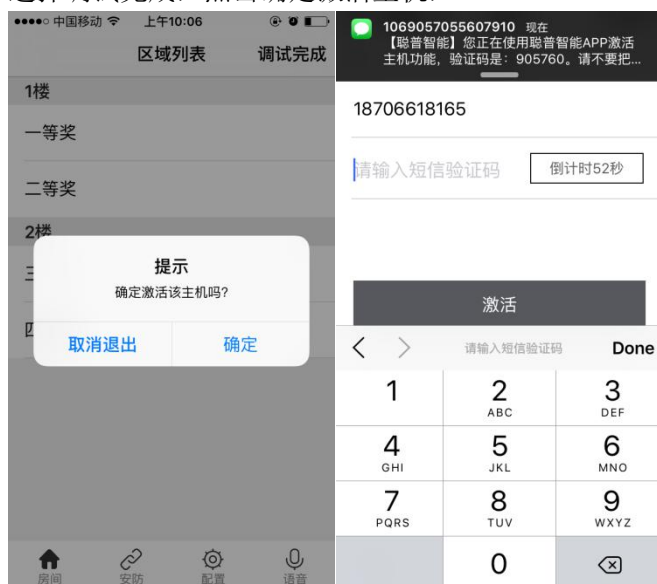 中国移动 上午10:06
区域列表 调试完成
1楼
一等奖
二等奖
2楼
提示
确定激活该主机吗?
取消退出 确定
房间 安防 配置 语音
1069057055607910 现在
【聪普智能】您正在使用聪普智能APP激活
主机功能, 验证码是: 905760。请不要把...
18706618165
请输入短信验证码 倒计时52秒
激活
请输入短信验证码 Done
1 2 3
ABC DEF
4 5 6
GHI JKL MNO
7 8 9
PQRS TUV WXYZ
0